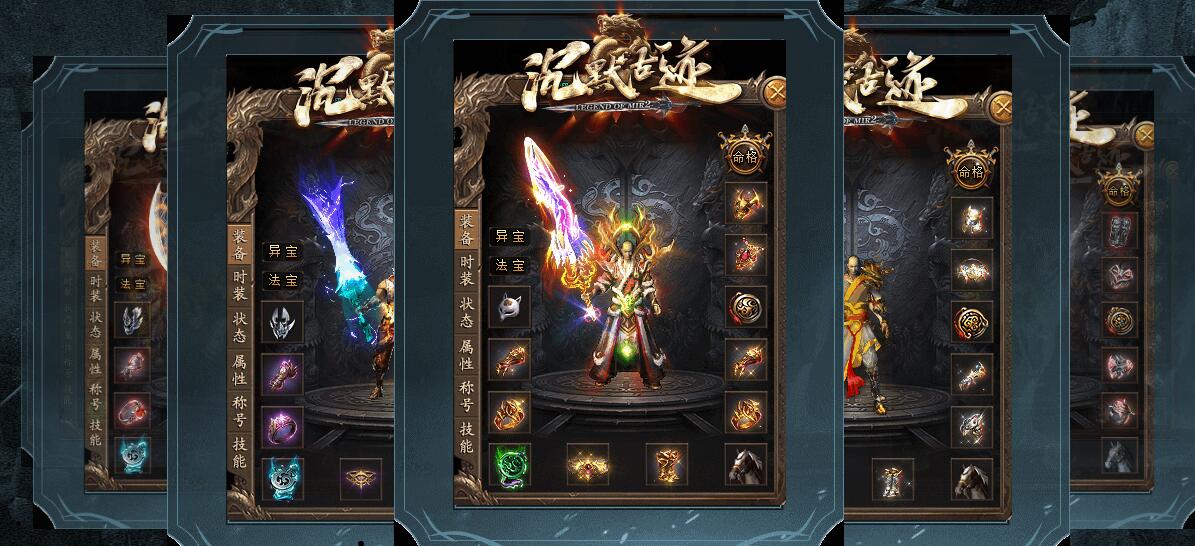 沉默古迹
LEGEND OF MIR2
命格
装备
时装
状态
属性
称号
技能
异宝
法宝
沉默
LEGEND O
装备
时装
状态
属性
称号
技能
异宝
法宝
古迹
OF MIR2
命格
装备
时装
状态
属性
称号
技能
异宝
法宝
命格